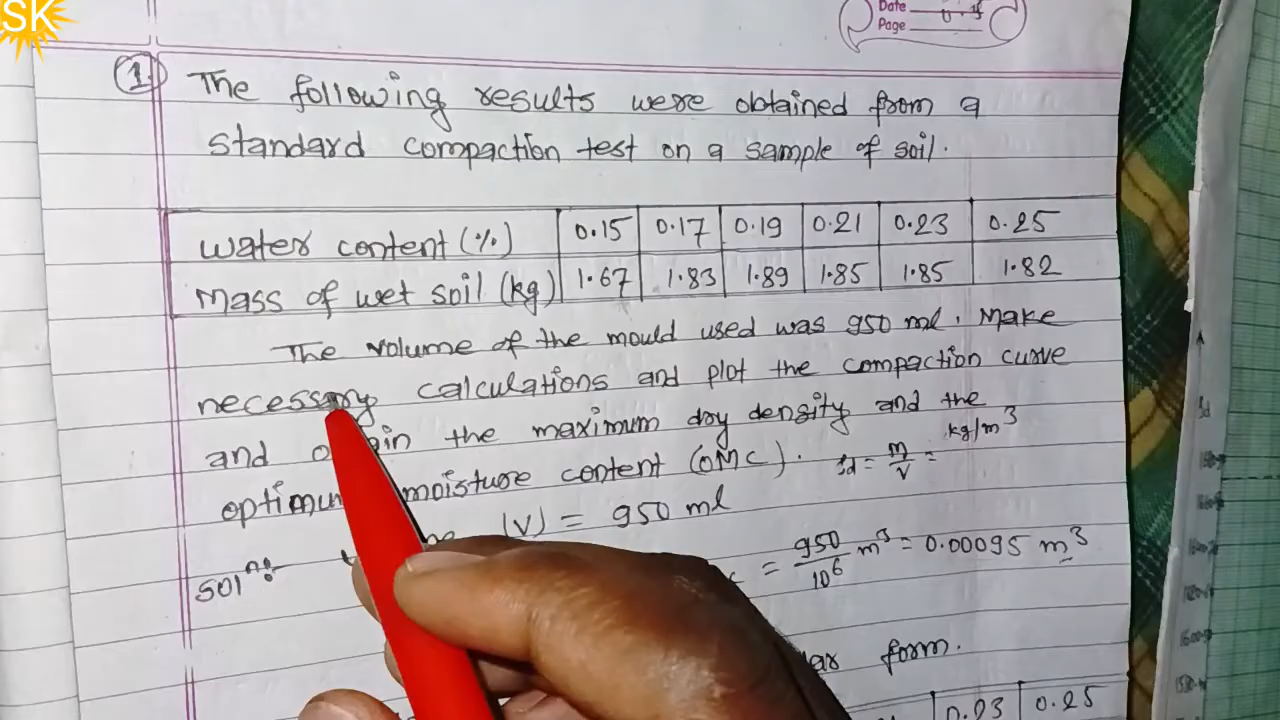 SK
Date
Page
1. The following results were obtained from a
standard compaction test on a sample of soil.
Water content (%) 0.15 0.17 0.19 0.21 0.23 0.25
Mass of wet soil (kg) 1.67 1.83 1.89 1.85 1.85 1.82
The volume of the mould used was 950 ml. Make
necessary calculations and plot the compaction curve
and the maximum dry density and the
moisture content (OMC). ρd = m/v = kg/m³
(V) = 950 ml
solⁿ:- = 950/10⁶ m³ = 0.00095 m³
form.
0.23 0.25